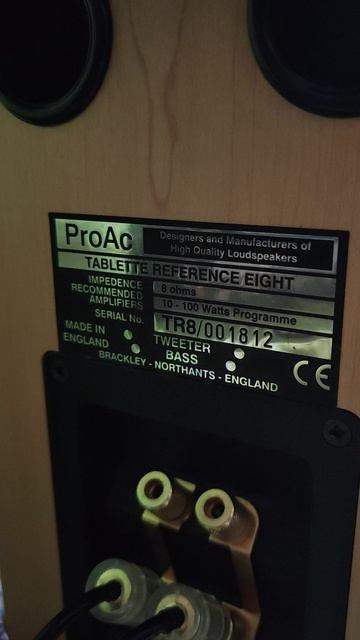 ProAc
Designers and Manufacturers of
High Quality Loudspeakers
TABLETTE REFERENCE EIGHT
IMPEDENCE 8 ohms
RECOMMENDED
AMPLIFIERS 10 - 100 Watts Programme
SERIAL No. TR8/001812
MADE IN
ENGLAND
TWEETER
BASS
CE
BRACKLEY - NORTHANTS - ENGLAND